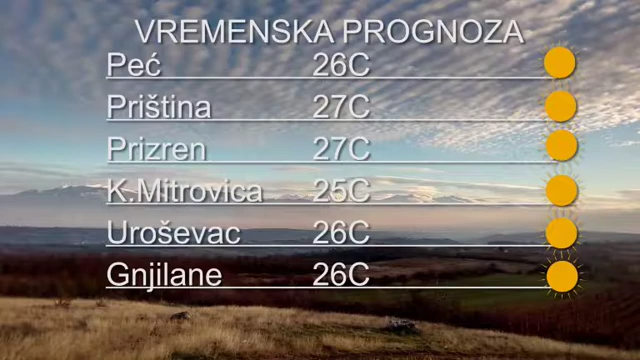 VREMENSKA PROGNOZA
Peć 26C
Priština 27C
Prizren 27C
K.Mitrovica 25C
Uroševac 26C
Gnjilane 26C